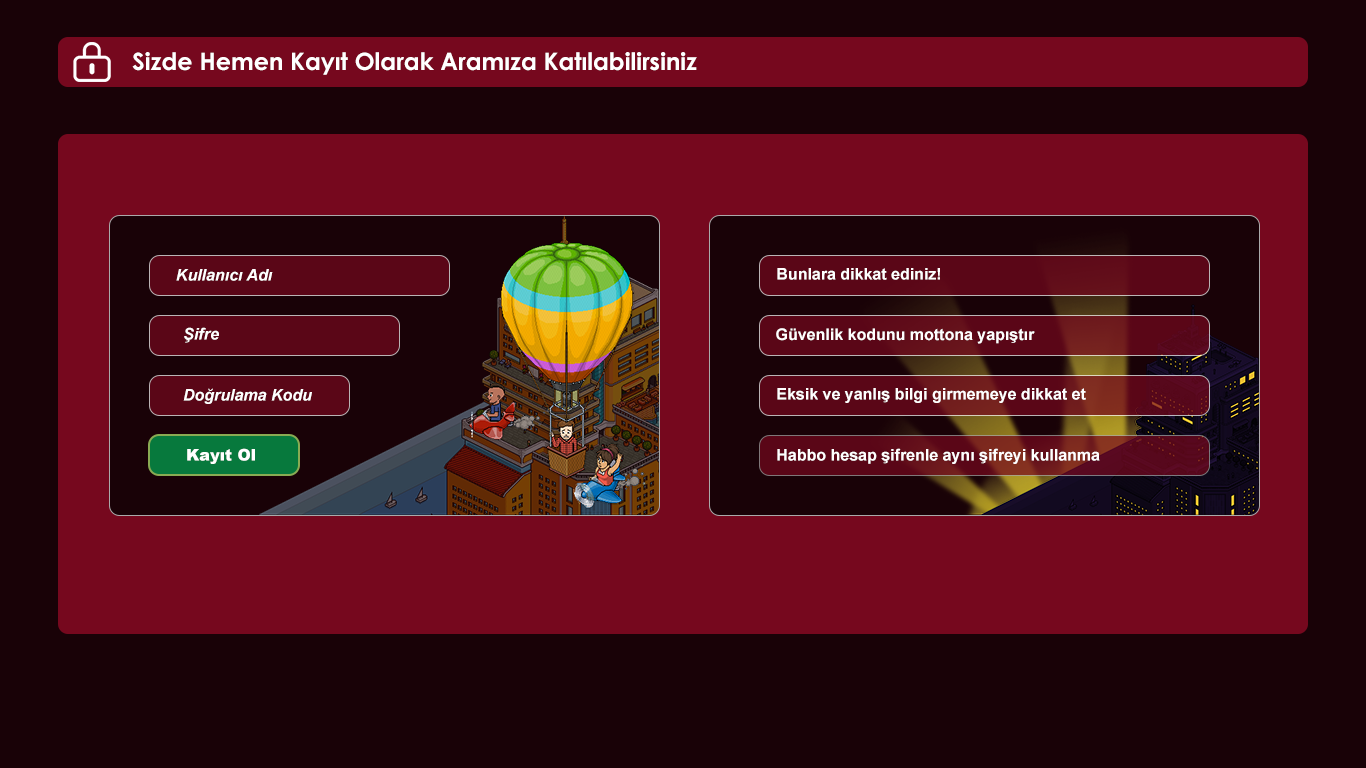 Sizde Hemen Kayıt Olarak Aramıza Katılabilirsiniz
Kullanıcı Adı
Şifre
Doğrulama Kodu
Kayıt Ol
Bunlara dikkat ediniz!
Güvenlik kodunu mottona yapıştır
Eksik ve yanlış bilgi girmemeye dikkat et
Habbo hesap şifrenle aynı şifreyi kullanma